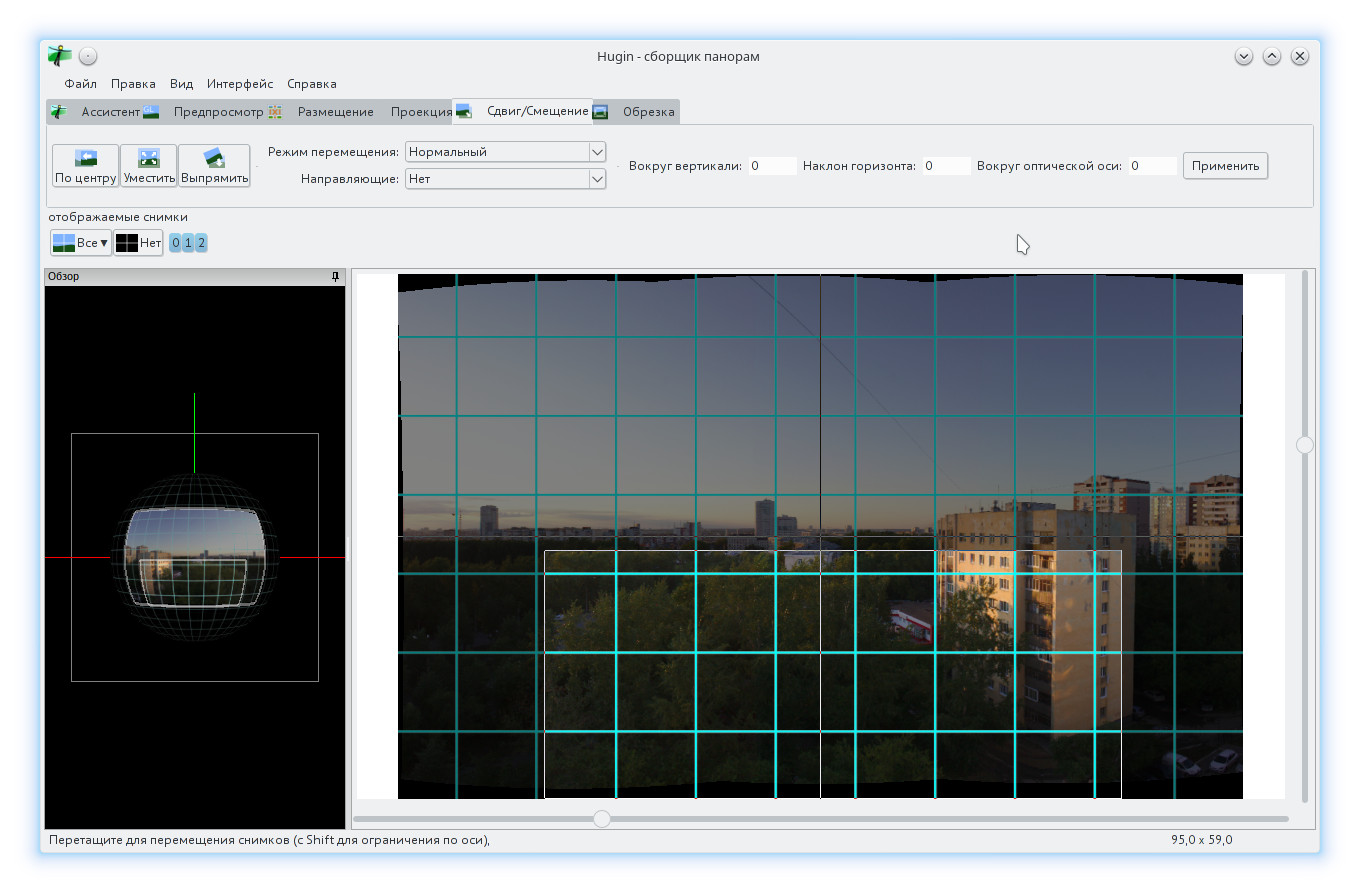 Hugin - сборщик панорам
Файл Правка Вид Интерфейс Справка
Ассистент Предпросмотр Размещение Проекция Сдвиг/Смещение Обрезка
По центру Уместить Выпрямить
Режим перемещения: Нормальный
Направляющие: Нет
Вокруг вертикали: 0 Наклон горизонта: 0 Вокруг оптической оси: 0 Применить
отображаемые снимки
Все Нет 0 1 2
Обзор
Перетащите для перемещения снимков (с Shift для ограничения по оси),
95,0 x 59,0